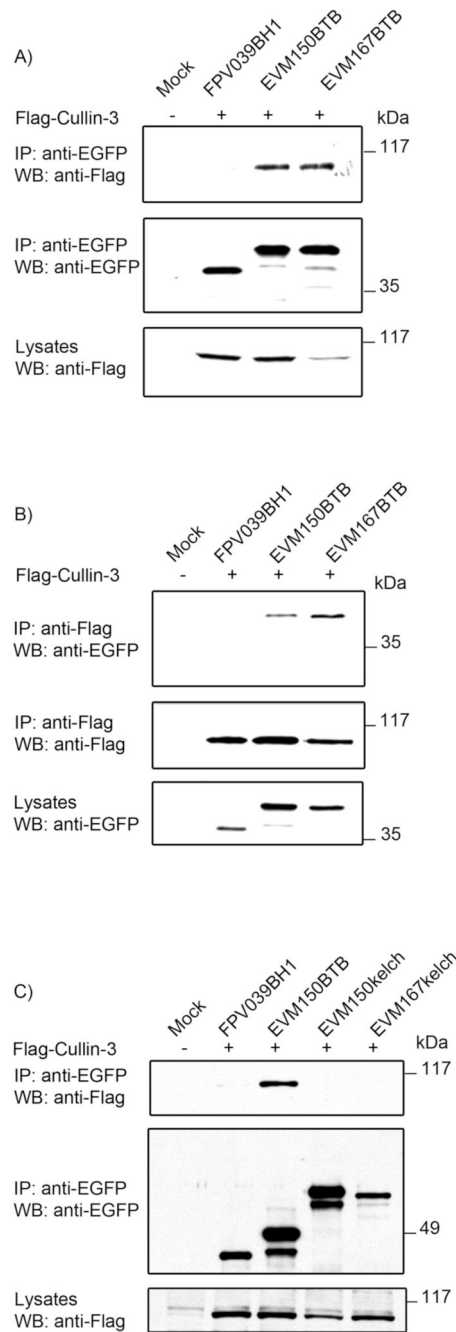 A)
Mock FPV039BH1 EVM150BTB EVM167BTB
Flag-Cullin-3 - + + + kDa
IP: anti-EGFP 117
WB: anti-Flag
IP: anti-EGFP
WB: anti-EGFP
35
Lysates 117
WB: anti-Flag
B)
Mock FPV039BH1 EVM150BTB EVM167BTB
Flag-Cullin-3 - + + + kDa
IP: anti-Flag
WB: anti-EGFP 35
IP: anti-Flag 117
WB: anti-Flag
Lysates
WB: anti-EGFP
35
C)
Mock FPV039BH1 EVM150BTB EVM150kelch EVM167kelch
Flag-Cullin-3 - + + + + kDa
IP: anti-EGFP 117
WB: anti-Flag
IP: anti-EGFP
WB: anti-EGFP 49
Lysates 117
WB: anti-Flag